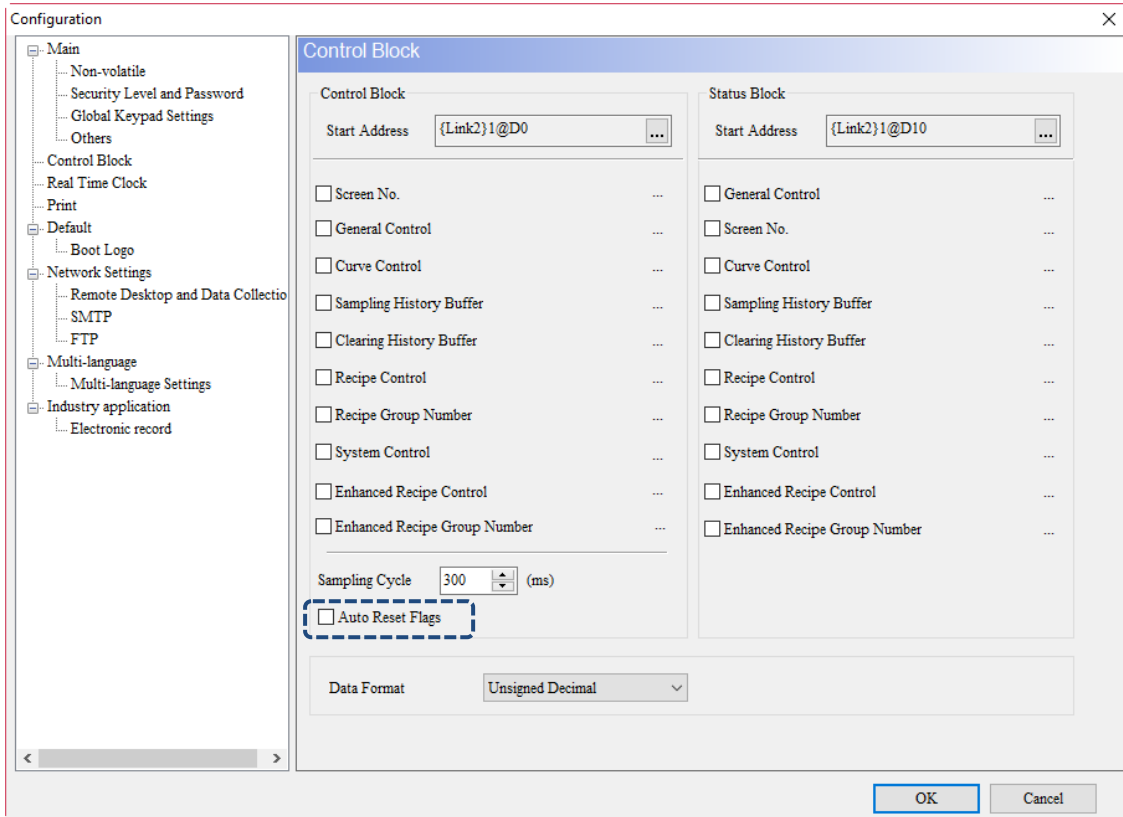 Configuration
Main
Non-volatile
Security Level and Password
Global Keypad Settings
Others
Control Block
Real Time Clock
Print
Default
Boot Logo
Network Settings
Remote Desktop and Data Collectio
SMTP
FTP
Multi-language
Multi-language Settings
Industry application
Electronic record
Control Block
Control Block
Start Address {Link2}1@D0 ...
Screen No. ...
General Control ...
Curve Control ...
Sampling History Buffer ...
Clearing History Buffer ...
Recipe Control ...
Recipe Group Number ...
System Control ...
Enhanced Recipe Control ...
Enhanced Recipe Group Number ...
Sampling Cycle 300 (ms)
Auto Reset Flags
Status Block
Start Address {Link2}1@D10 ...
General Control ...
Screen No. ...
Curve Control ...
Sampling History Buffer ...
Clearing History Buffer ...
Recipe Control ...
Recipe Group Number ...
System Control ...
Enhanced Recipe Control ...
Enhanced Recipe Group Number ...
Data Format Unsigned Decimal
OK Cancel